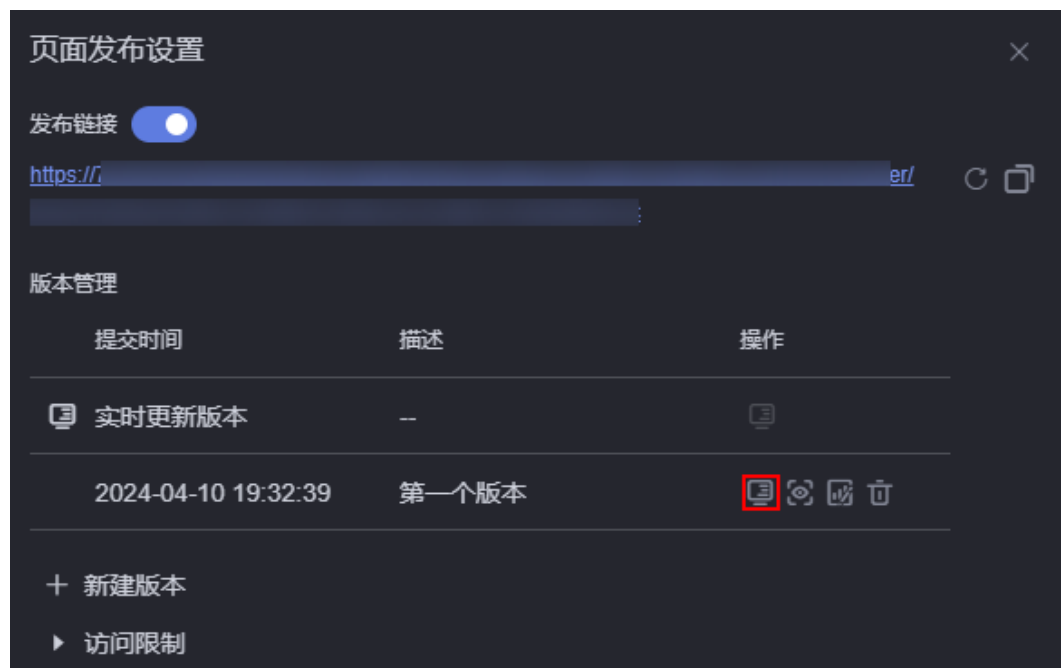 页面发布设置
发布链接
https://
er/
版本管理
提交时间 描述 操作
实时更新版本 --
2024-04-10 19:32:39 第一个版本
新建版本
访问限制